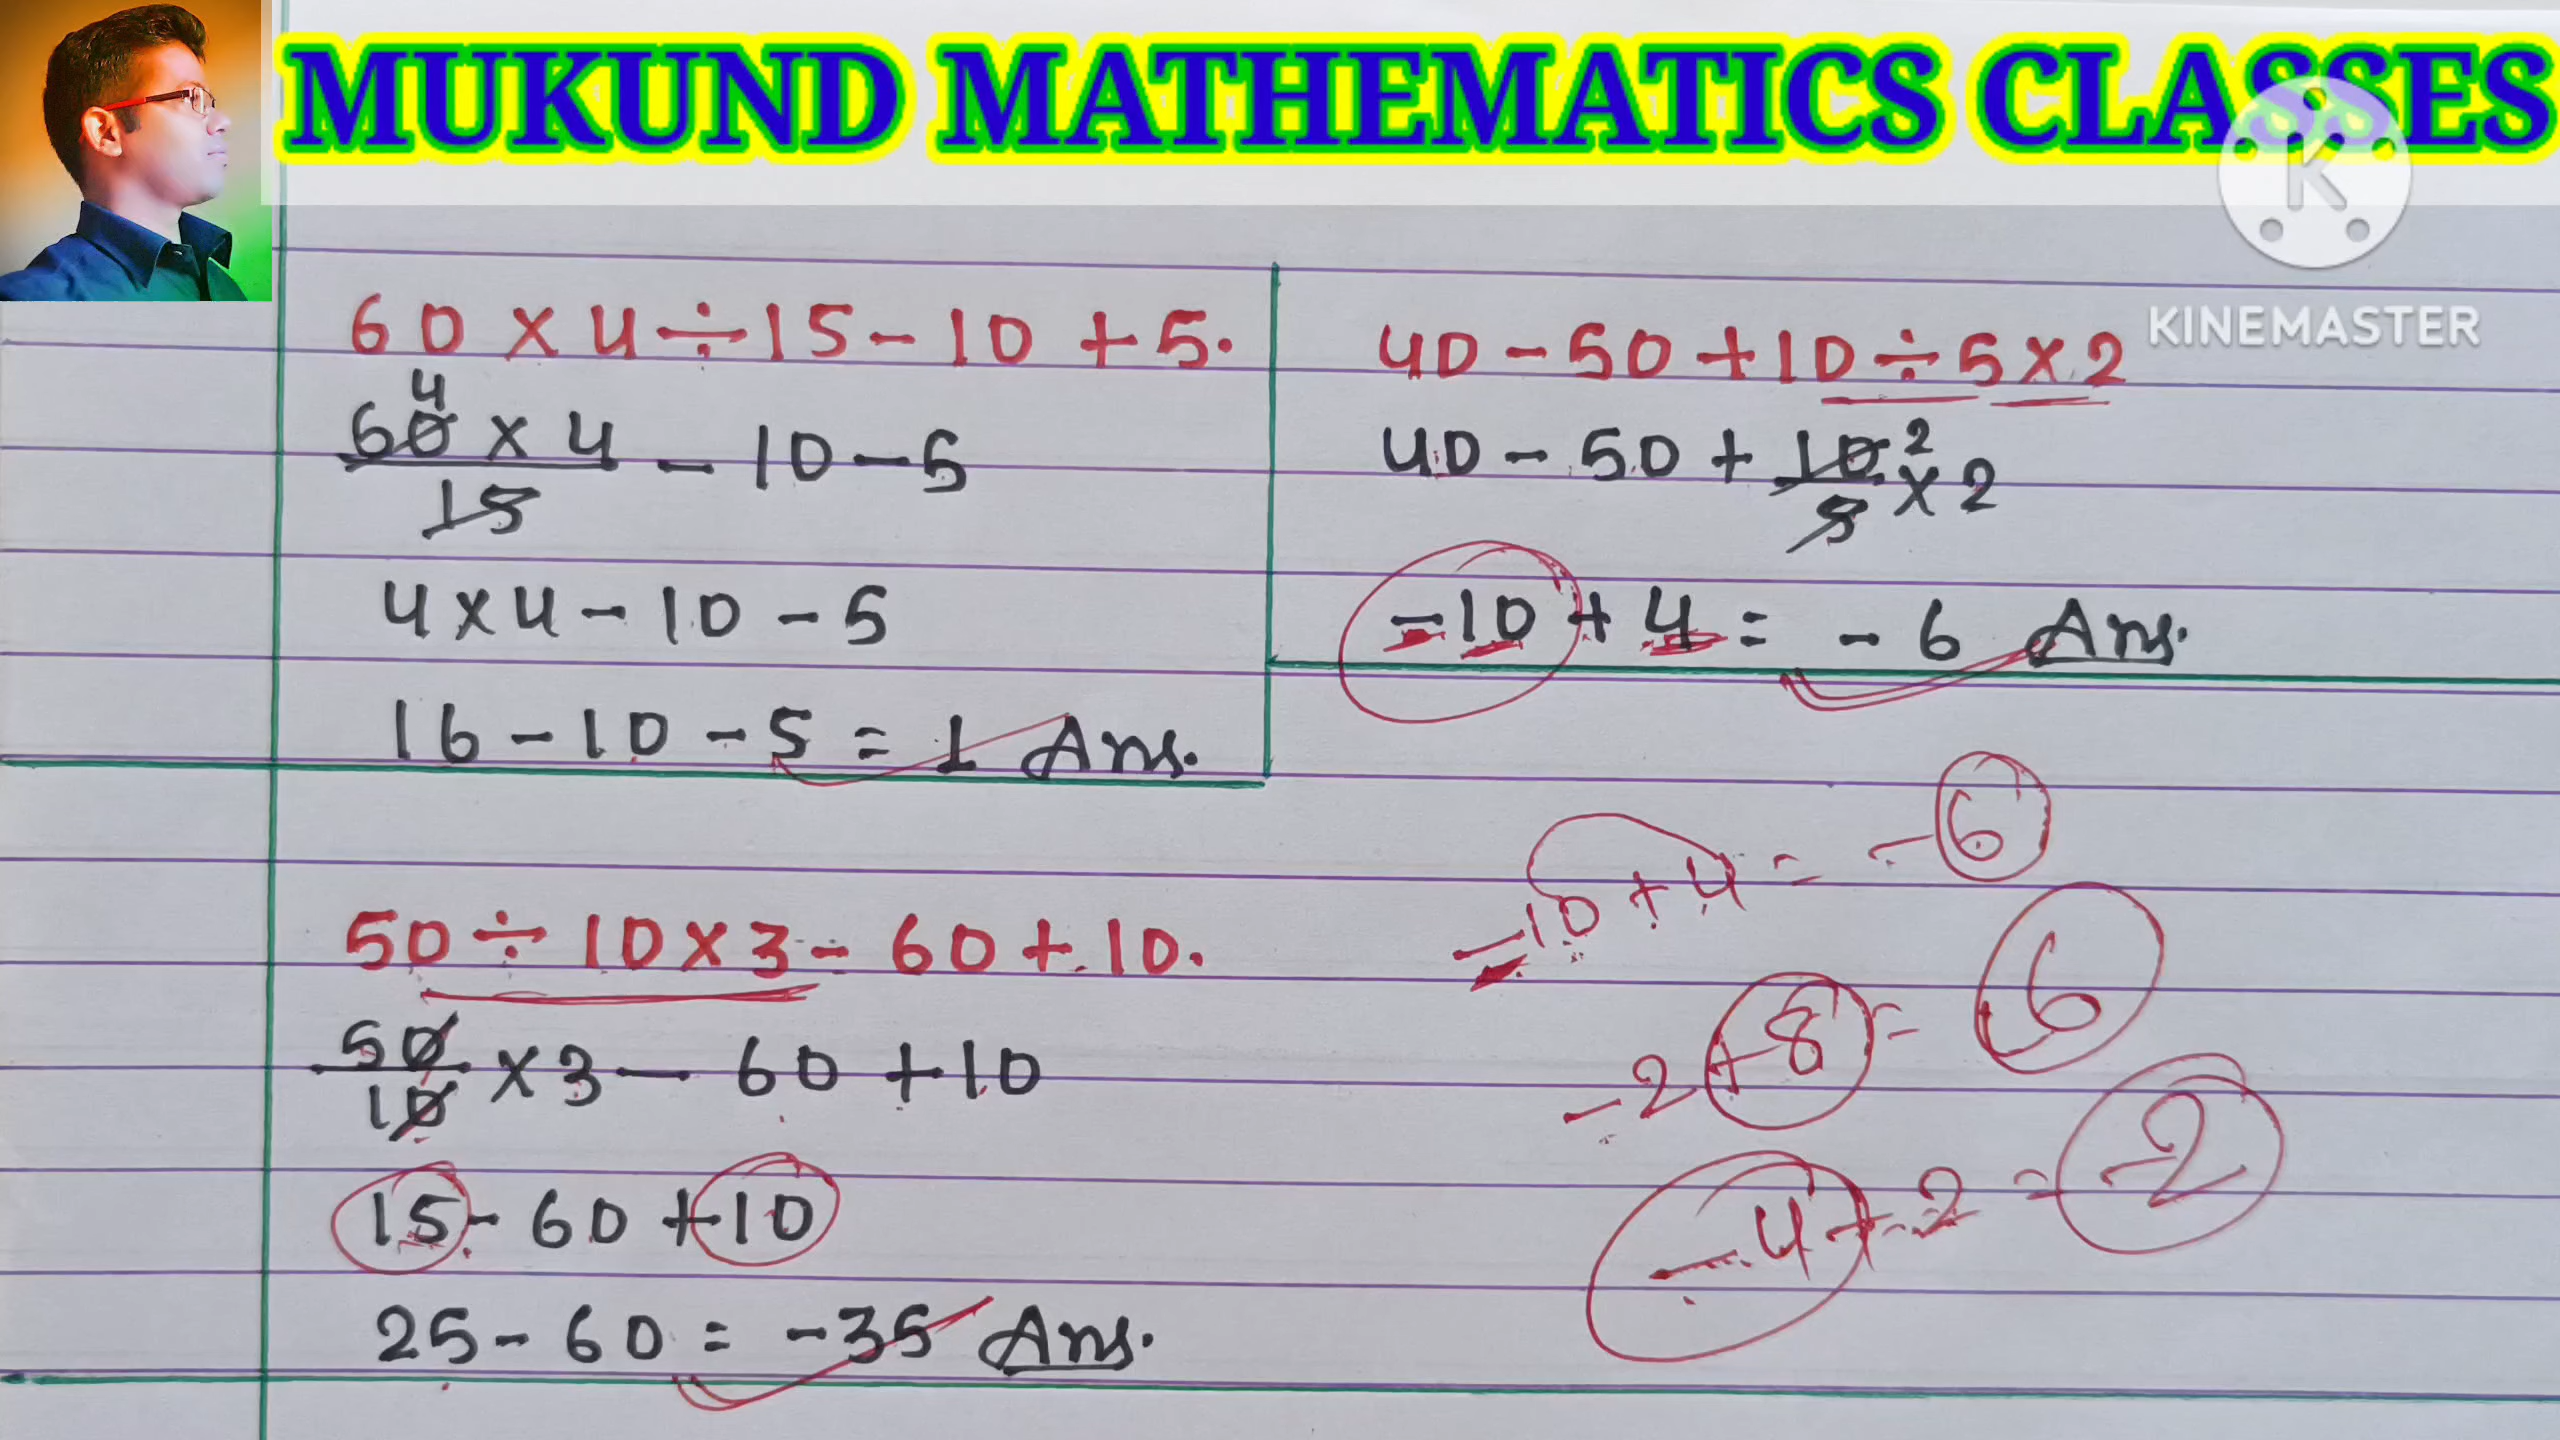 MUKUND MATHEMATICS CLASSES
KINEMASTER
60 × 4 ÷ 15 - 10 + 5.
4
60 × 4 - 10 - 5
15
4 × 4 - 10 - 5
16 - 10 - 5 = 1 Ans.
40 - 50 + 10 ÷ 5 × 2
40 - 50 + 10 2 × 2
5
-10 + 4 = - 6 Ans.
50 ÷ 10 × 3 - 60 + 10.
50 × 3 - 60 + 10
10
15 - 60 + 10
25 - 60 = -35 Ans.
-10 + 4 = -6
-2 + 8 = 6
-4 + 2 = -2